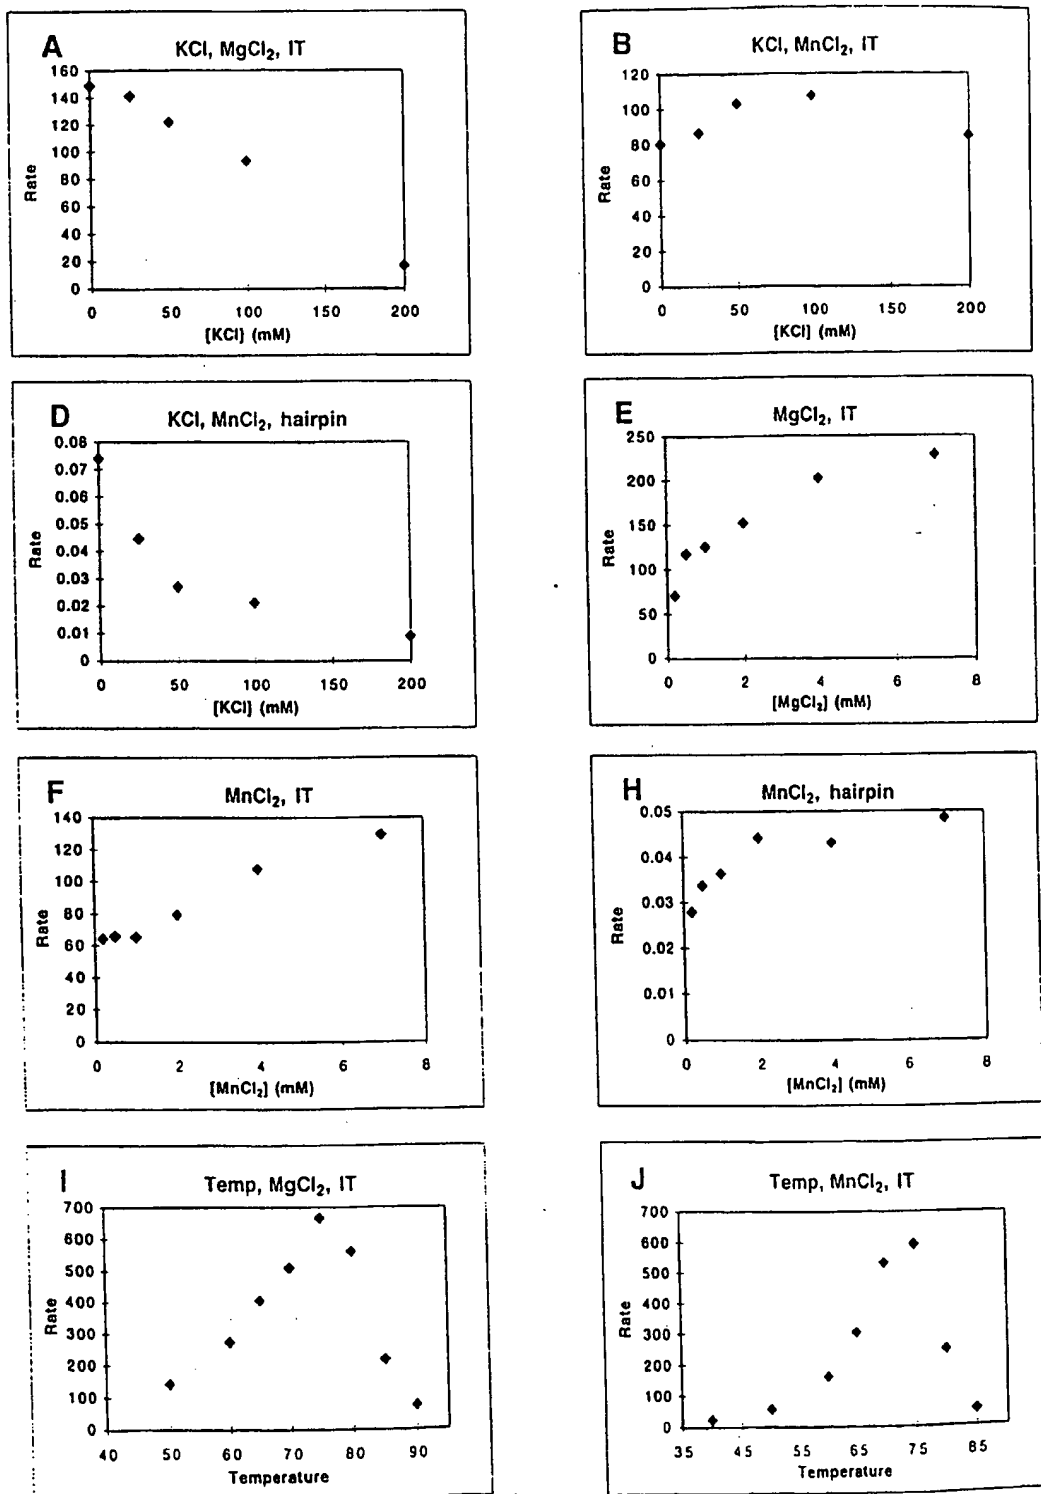 A
KCl, MgCl₂, IT
160
140
120
100
80
60
40
20
0
Rate
0 50 100 150 200
[KCl] (mM)
B
KCl, MnCl₂, IT
120
100
80
60
40
20
0
Rate
0 50 100 150 200
[KCl] (mM)
D
KCl, MnCl₂, hairpin
0.08
0.07
0.06
0.05
0.04
0.03
0.02
0.01
0
Rate
0 50 100 150 200
[KCl] (mM)
E
MgCl₂, IT
250
200
150
100
50
0
Rate
0 2 4 6 8
[MgCl₂] (mM)
F
MnCl₂, IT
140
120
100
80
60
40
20
0
Rate
0 2 4 6 8
[MnCl₂] (mM)
H
MnCl₂, hairpin
0.05
0.04
0.03
0.02
0.01
0
Rate
0 2 4 6 8
[MnCl₂] (mM)
I
Temp, MgCl₂, IT
700
600
500
400
300
200
100
0
Rate
40 50 60 70 80 90
Temperature
J
Temp, MnCl₂, IT
700
600
500
400
300
200
100
0
Rate
35 45 55 65 75 85
Temperature